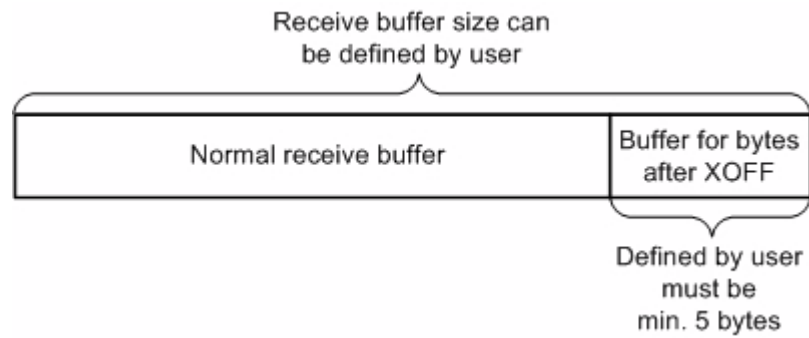 Receive buffer size can
be defined by user
Normal receive buffer
Buffer for bytes
after XOFF
Defined by user
must be
min. 5 bytes